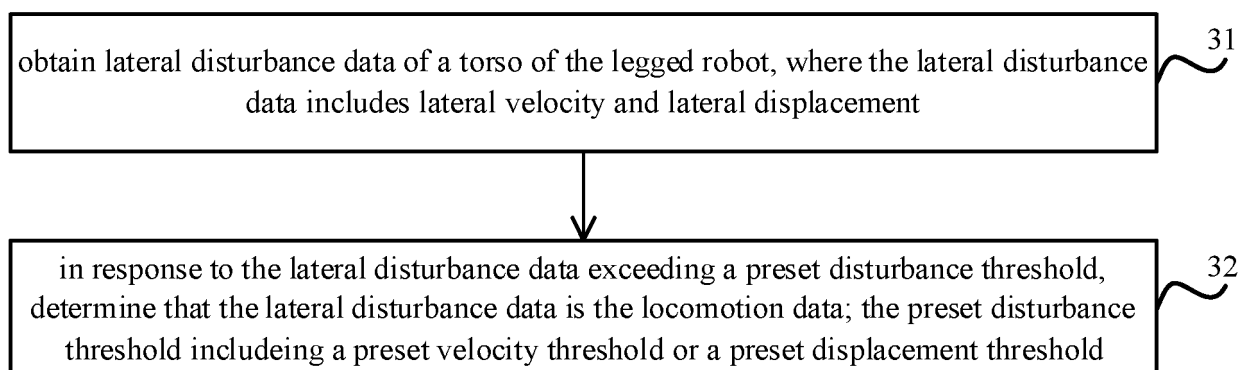 31
obtain lateral disturbance data of a torso of the legged robot, where the lateral disturbance
data includes lateral velocity and lateral displacement
32
in response to the lateral disturbance data exceeding a preset disturbance threshold,
determine that the lateral disturbance data is the locomotion data; the preset disturbance
threshold includeing a preset velocity threshold or a preset displacement threshold